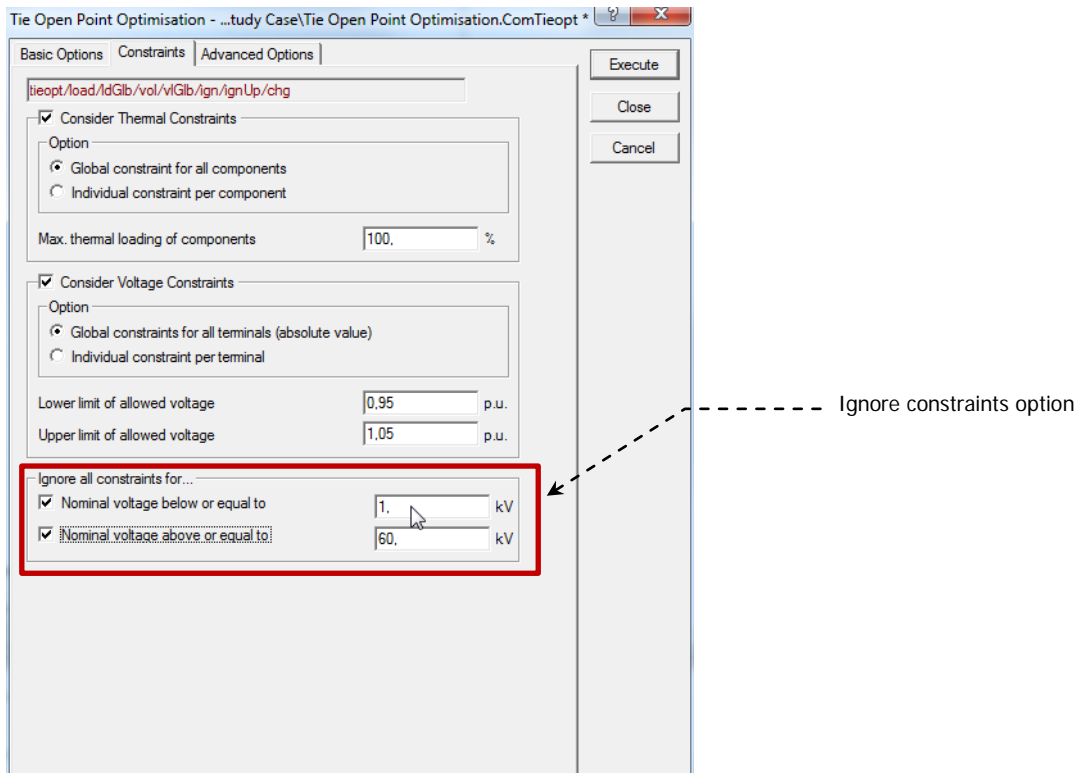 Tie Open Point Optimisation - ...tudy Case\Tie Open Point Optimisation.ComTieopt *
?
X
Basic Options
Constraints
Advanced Options
Execute
Close
Cancel
tieopt/load/ldGlb/vol/vlGlb/ign/ignUp/chg
Consider Thermal Constraints
Option
Global constraint for all components
Individual constraint per component
Max. thermal loading of components 100, %
Consider Voltage Constraints
Option
Global constraints for all terminals (absolute value)
Individual constraint per terminal
Lower limit of allowed voltage 0,95 p.u.
Upper limit of allowed voltage 1,05 p.u.
Ignore all constraints for...
Nominal voltage below or equal to 1, kV
Nominal voltage above or equal to 60, kV
Ignore constraints option